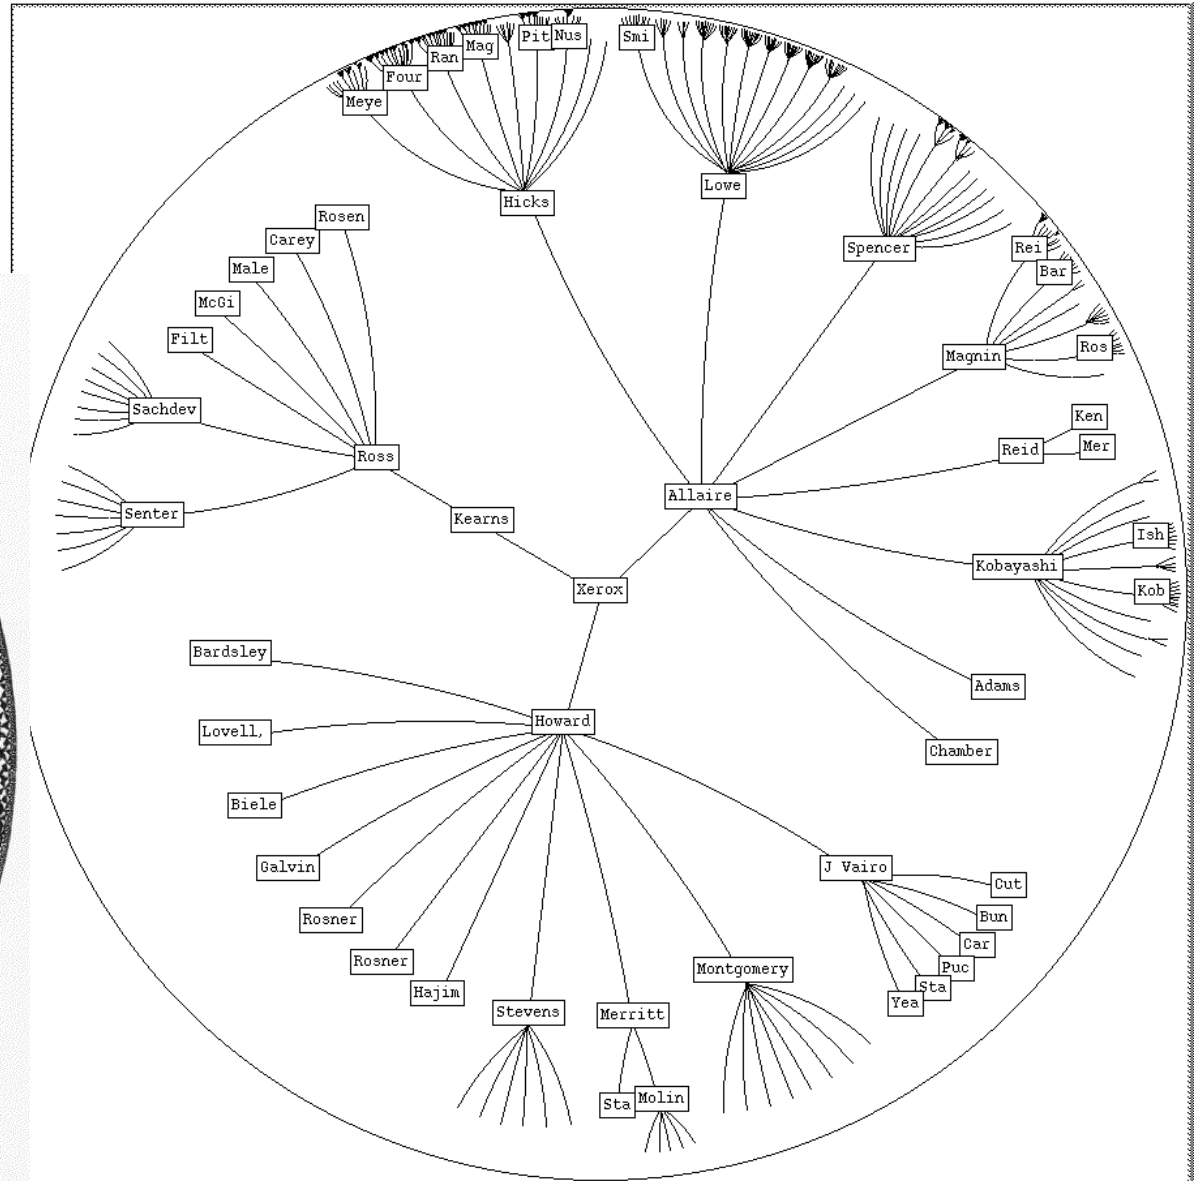 Pit
Nus
Smi
Mag
Ran
Four
Meye
Lowe
Hicks
Rosen
Carey
Spencer
Rei
Male
Bar
McGi
Filt
Ros
Magnin
Sachdev
Ken
Mer
Reid
Ross
Allaire
Senter
Kearns
Ish
Kobayashi
Xerox
Kob
Bardsley
Adams
Howard
Lovell,
Chamber
Biele
Galvin
J Vairo
Cut
Rosner
Bun
Car
Rosner
Puc
Montgomery
Hajim
Sta
Yea
Stevens
Merritt
Sta
Molin